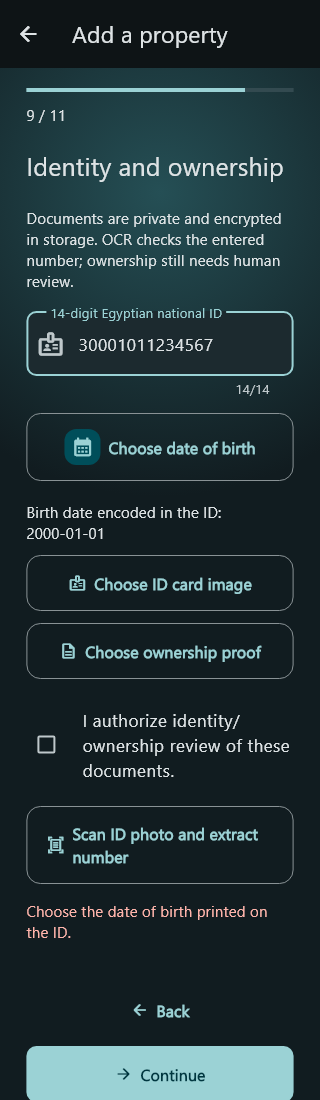 Add a property
9 / 11
Identity and ownership
Documents are private and encrypted
in storage. OCR checks the entered
number; ownership still needs human
review.
14-digit Egyptian national ID
30001011234567
14/14
Choose date of birth
Birth date encoded in the ID:
2000-01-01
Choose ID card image
Choose ownership proof
I authorize identity/
ownership review of these
documents.
Scan ID photo and extract
number
Choose the date of birth printed on
the ID.
Back
Continue